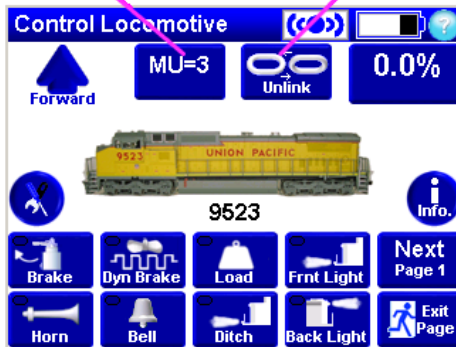 Control Locomotive
?
MU=3
Unlink
0.0%
Forward
9523
UNION PACIFIC
9523
i
Info.
Brake
Dyn Brake
Load
Frnt Light
Next
Page 1
Horn
Bell
Ditch
Back Light
Exit
Page